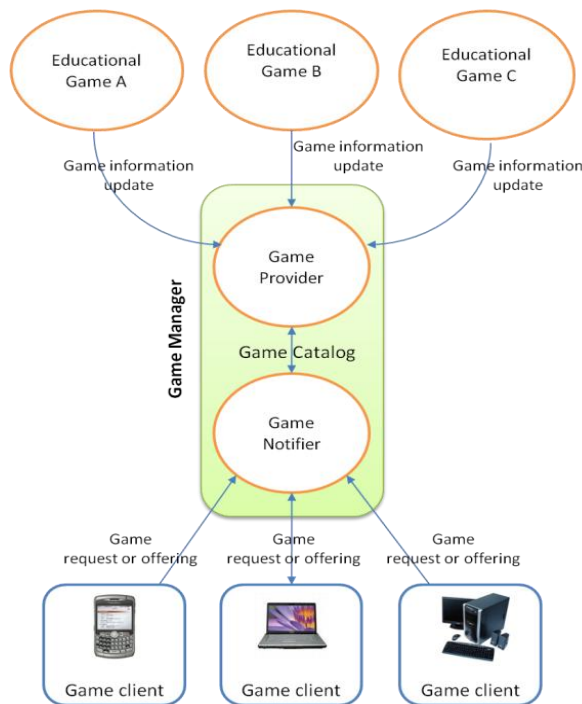 Educational
Game A
Educational
Game B
Educational
Game C
Game information
update
Game information
update
Game information
update
Game Manager
Game
Provider
Game Catalog
Game
Notifier
Game
request or offering
Game
request or offering
Game
request or offering
Game client
Game client
Game client